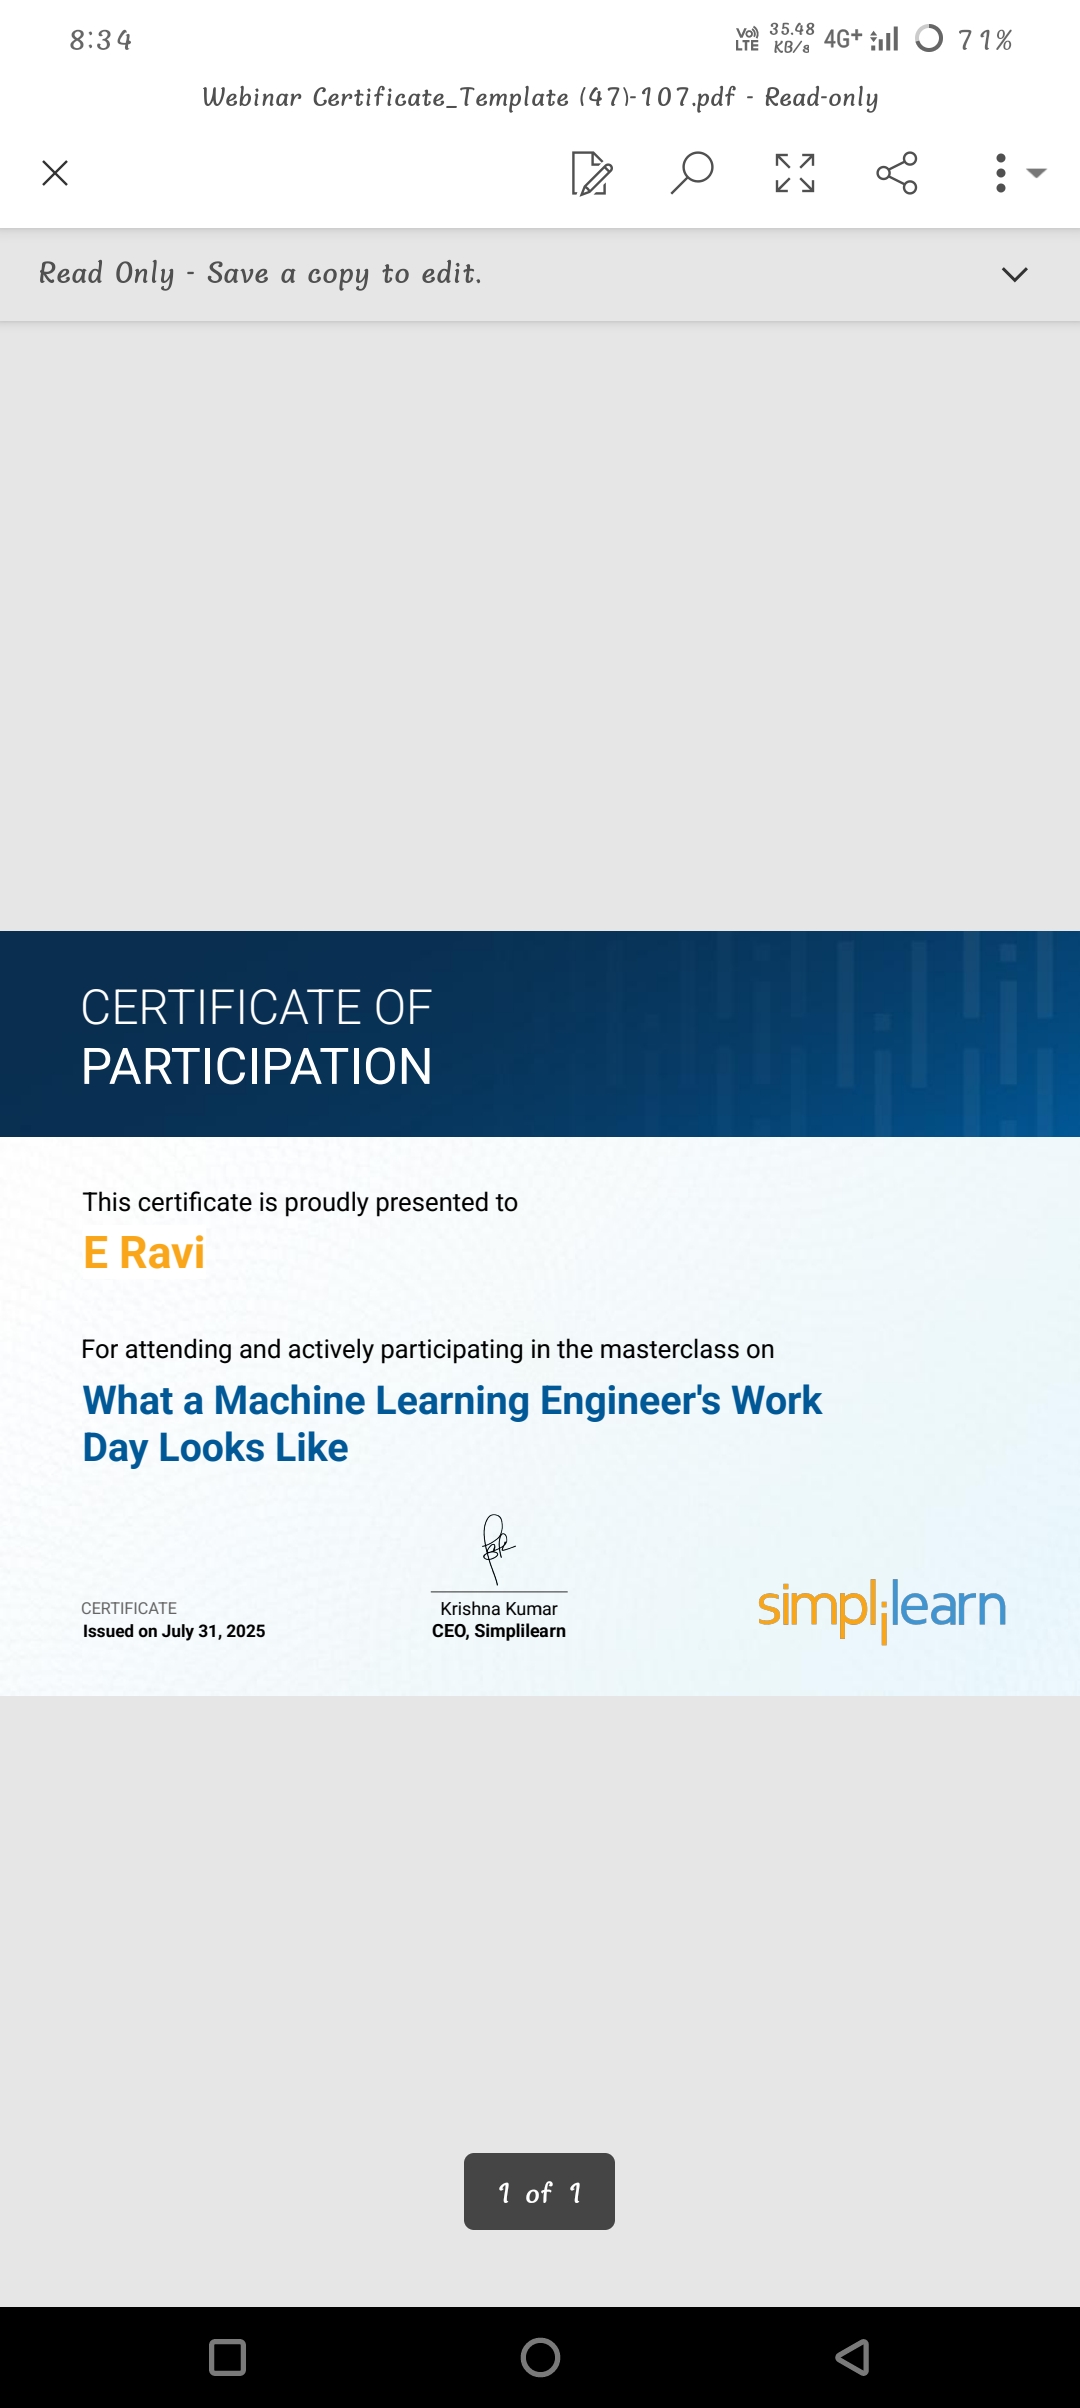 8:34
Vo)) LTE 35.48 KB/s 4G+ 71%
Webinar Certificate_Template (47)-107.pdf - Read-only
Read Only - Save a copy to edit.
CERTIFICATE OF
PARTICIPATION
This certificate is proudly presented to
E Ravi
For attending and actively participating in the masterclass on
What a Machine Learning Engineer's Work
Day Looks Like
CERTIFICATE
Issued on July 31, 2025
Krishna Kumar
CEO, Simplilearn
simplilearn
1 of 1